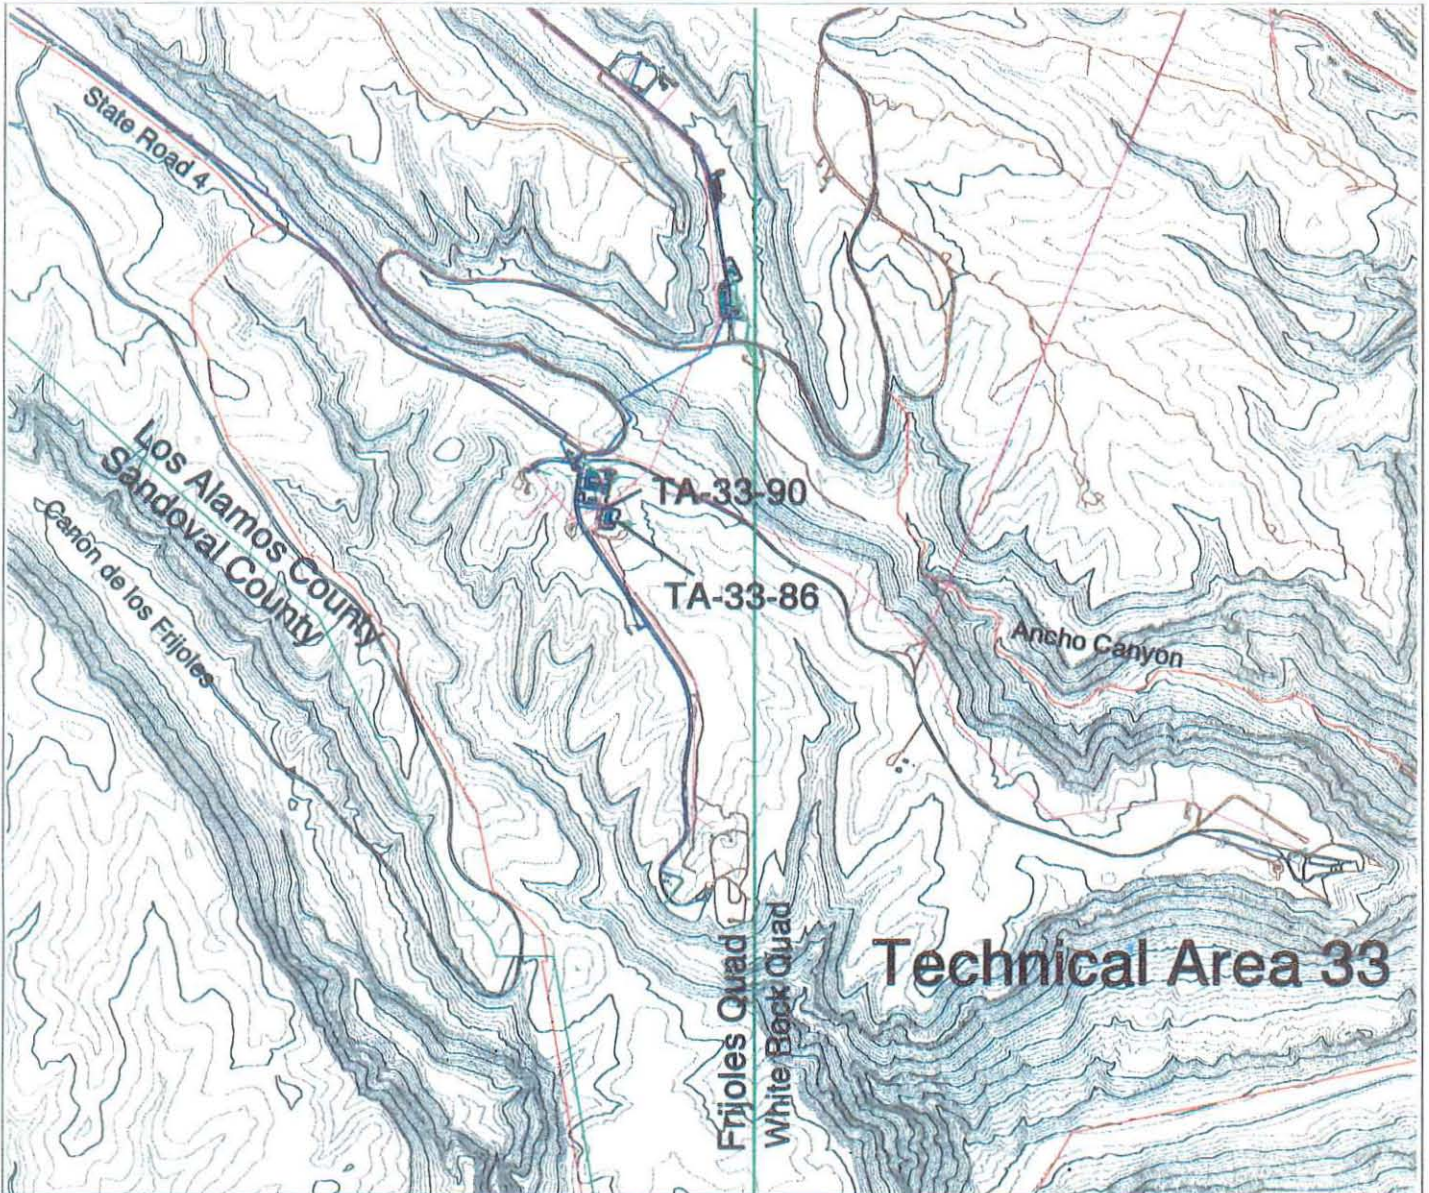 State Road 4
Los Alamos County
Sandoval County
Cañon de los Frijoles
TA-33-90
TA-33-86
Ancho Canyon
Technical Area 33
Frijoles Quad
White Rock Quad